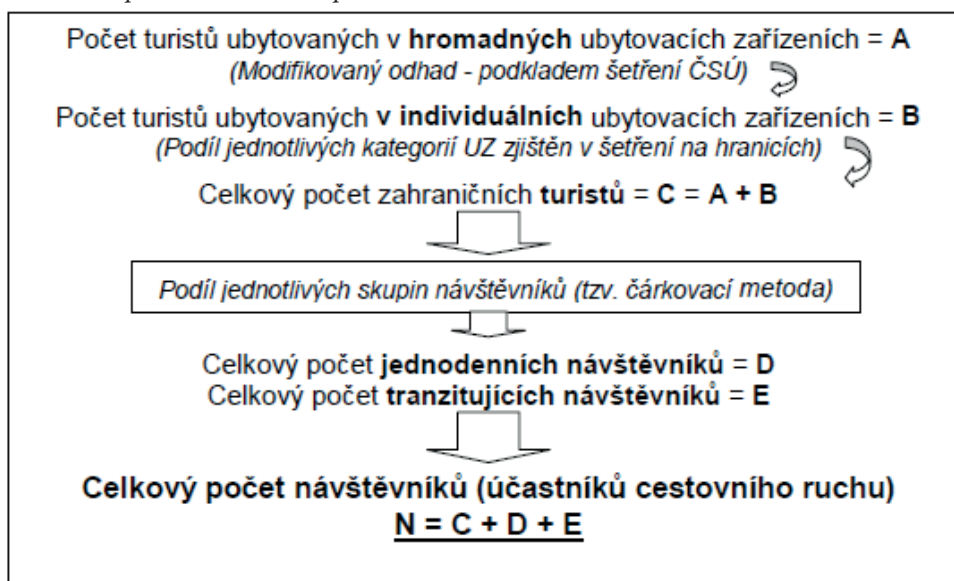 Počet turistů ubytovaných v hromadných ubytovacích zařízeních = A
(Modifikovaný odhad - podkladem šetření ČSÚ)
Počet turistů ubytovaných v individuálních ubytovacích zařízeních = B
(Podíl jednotlivých kategorií UZ zjištěn v šetření na hranicích)
Celkový počet zahraničních turistů = C = A + B
Podíl jednotlivých skupin návštěvníků (tzv. čárkovací metoda)
Celkový počet jednodenních návštěvníků = D
Celkový počet tranzitujících návštěvníků = E
Celkový počet návštěvníků (účastníků cestovního ruchu)
N = C + D + E